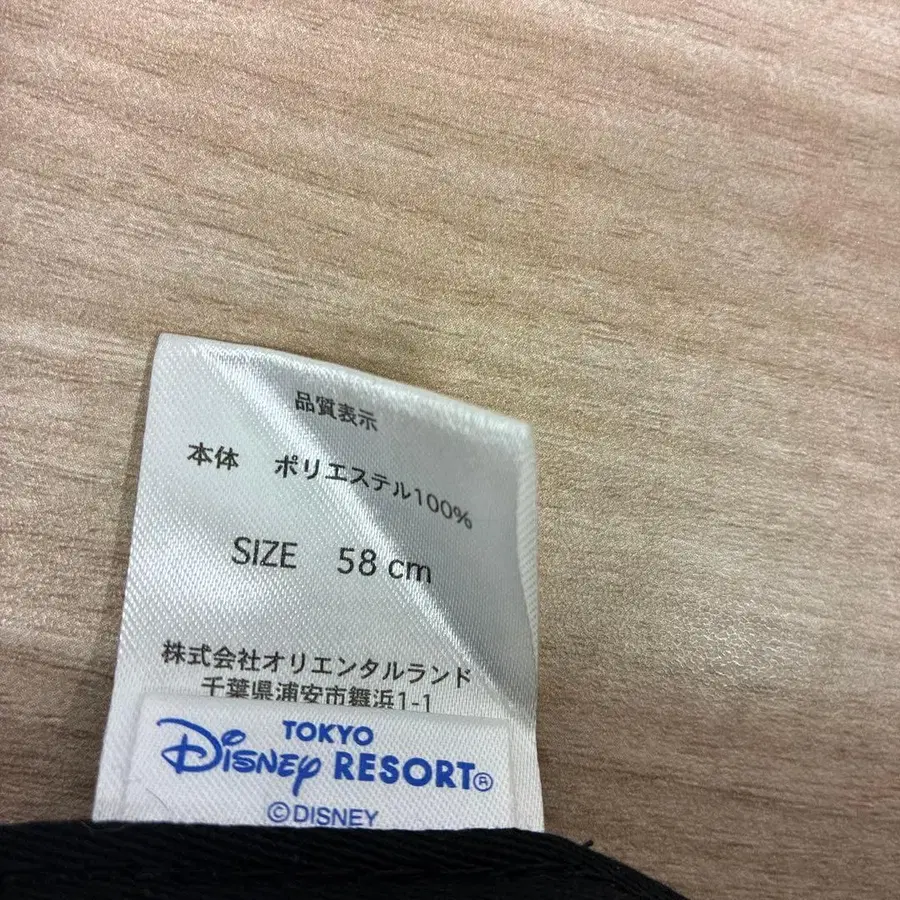 品質表示
本体 ポリエステル100%
SIZE 58 cm
株式会社オリエンタルランド
千葉県浦安市舞浜1-1
TOKYO
Disney RESORT®
©DISNEY